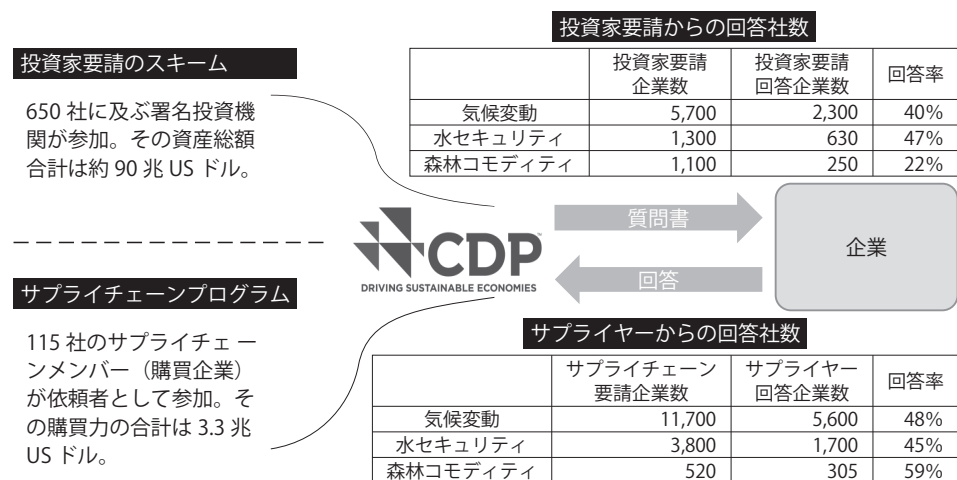 投資家要請のスキーム
650 社に及ぶ署名投資機
関が参加。その資産総額
合計は約 90 兆 US ドル。
サプライチェーンプログラム
115 社のサプライチェ ー
ンメンバー（購買企業）
が依頼者として参加。そ
の購買力の合計は 3.3 兆
US ドル。
CDP
DRIVING SUSTAINABLE ECONOMIES
投資家要請からの回答社数
投資家要請 投資家要請 回答率
企業数 回答企業数
気候変動 5,700 2,300 40%
水セキュリティ 1,300 630 47%
森林コモディティ 1,100 250 22%
質問書
回答
企業
サプライヤーからの回答社数
サプライチェーン サプライヤー 回答率
要請企業数 回答企業数
気候変動 11,700 5,600 48%
水セキュリティ 3,800 1,700 45%
森林コモディティ 520 305 59%